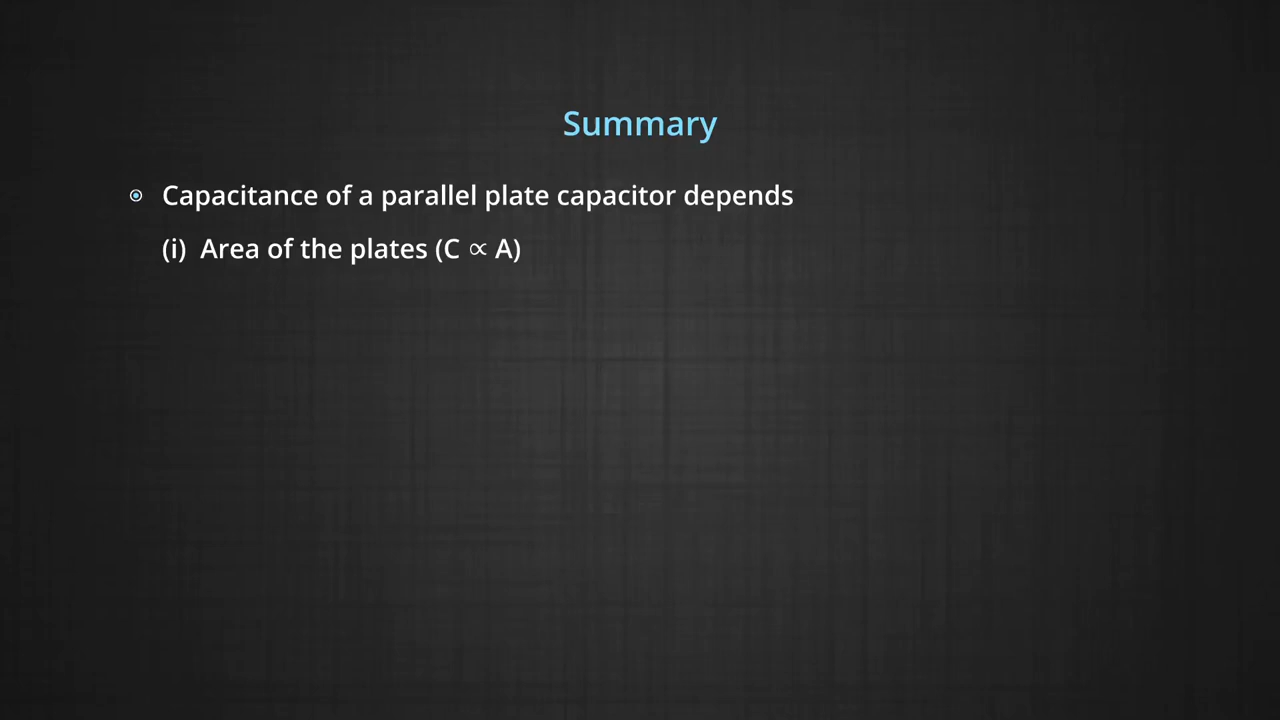 Summary
Capacitance of a parallel plate capacitor depends
(i) Area of the plates (C ∝ A)